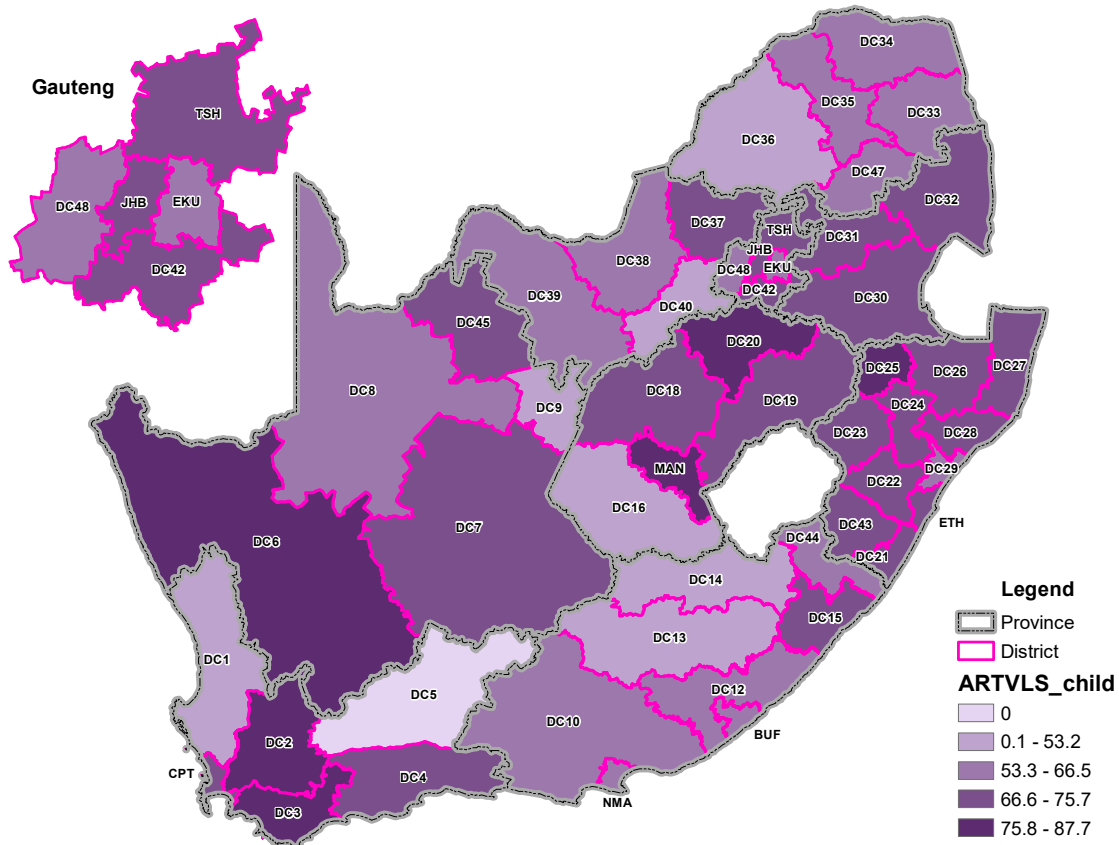 Gauteng
TSH
DC48
JHB
EKU
DC42
DC34
DC35
DC33
DC36
DC47
DC32
DC37
TSH
DC31
JHB
DC38
DC48
EKU
DC39
DC42
DC30
DC40
DC45
DC20
DC25
DC26
DC27
DC8
DC18
DC24
DC9
DC19
DC23
DC28
MAN
DC29
DC22
DC16
ETH
DC7
DC43
DC6
DC44
DC21
DC14
DC15
DC13
DC1
DC5
DC12
DC10
BUF
DC2
CPT
DC4
NMA
DC3
Legend
Province
District
ARTVLS_child
0
0.1 - 53.2
53.3 - 66.5
66.6 - 75.7
75.8 - 87.7